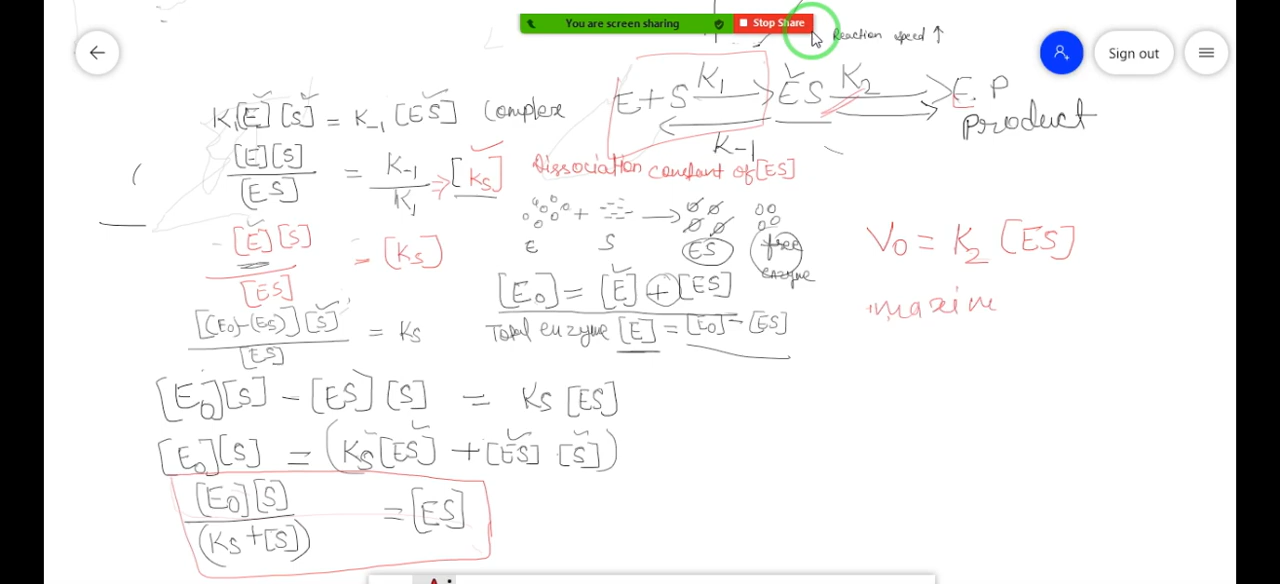 You are screen sharing
Stop Share
Reaction speed ↑
Sign out
E + S K1 ES K2 E. P
K-1
product
K1[E][S] = K-1 [ES] Complex
[E][S] / [ES] = K-1 / K1 ⇒ [Ks] Dissociation constant of [ES]
E + S → ES free enzyme
[E][S] / [ES] = [Ks]
V0 = K2 [ES]
maxim
[E0] = [E] + [ES]
Total enzyme [E] = [E0] - [ES]
[(E0)-(ES)][S] / [ES] = Ks
[E0][S] - [ES][S] = Ks [ES]
[E0][S] = (Ks[ES] + [ES] [S])
[E0][S] / (Ks+[S]) = [ES]